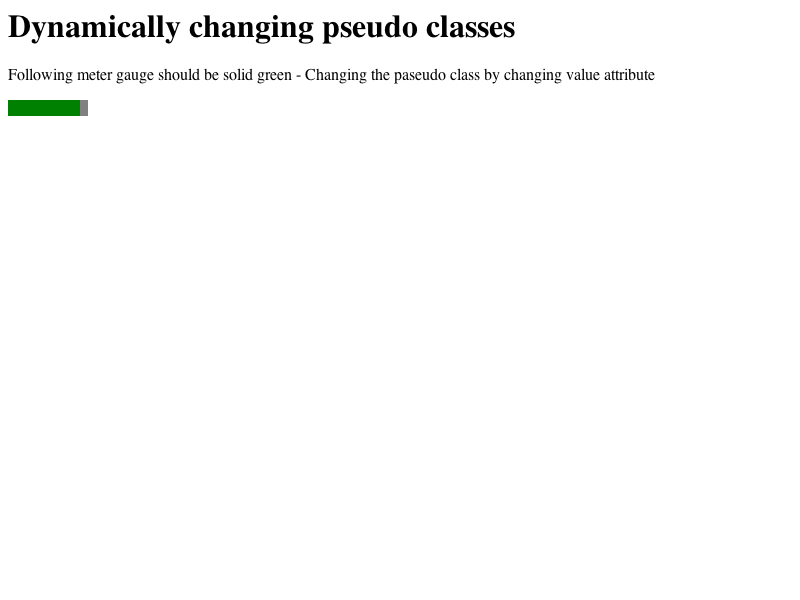 Dynamically changing pseudo classes
Following meter gauge should be solid green - Changing the paseudo class by changing value attribute